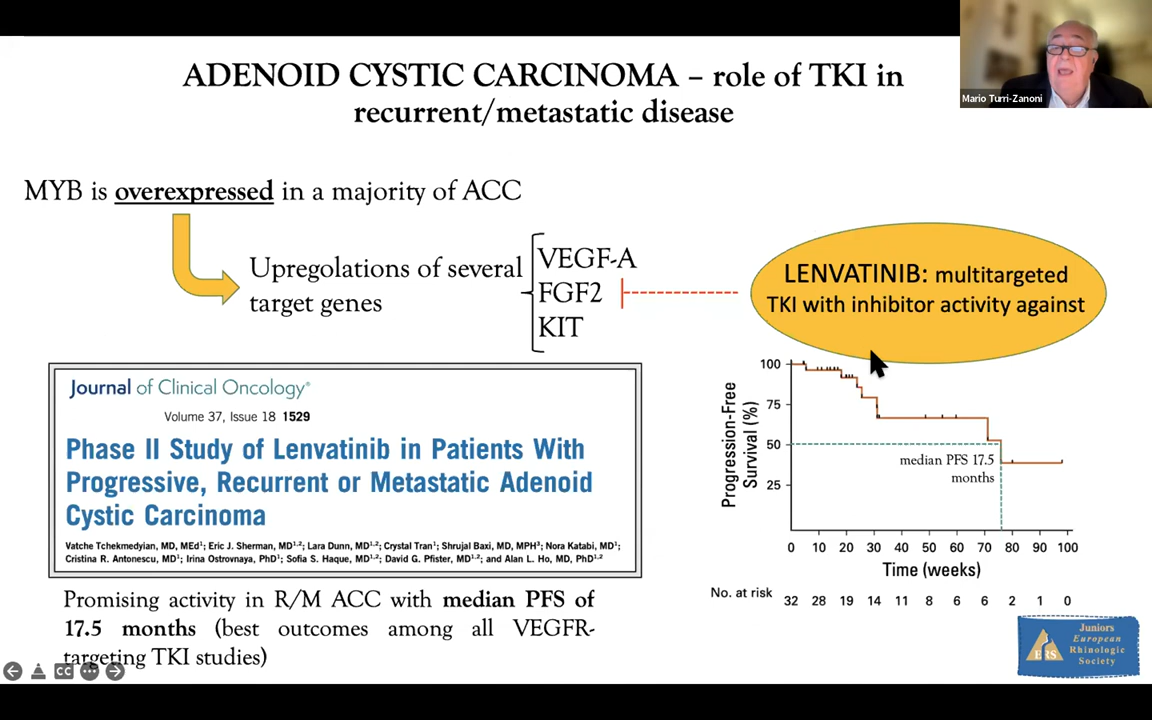 ADENOID CYSTIC CARCINOMA – role of TKI in
recurrent/metastatic disease
Mario Turri-Zanoni
MYB is overexpressed in a majority of ACC
Upregolations of several
target genes
VEGF-A
FGF2
KIT
LENVATINIB: multitargeted
TKI with inhibitor activity against
Journal of Clinical Oncology®
Volume 37, Issue 18 1529
Phase II Study of Lenvatinib in Patients With
Progressive, Recurrent or Metastatic Adenoid
Cystic Carcinoma
Vatche Tchekmedyian, MD, MEd1; Eric J. Sherman, MD1,2; Lara Dunn, MD1,2; Crystal Tran1; Shrujal Baxi, MD, MPH3; Nora Katabi, MD1;
Cristina R. Antonescu, MD1; Irina Ostrovnaya, PhD1; Sofia S. Haque, MD1,2; David G. Pfister, MD1,2; and Alan L. Ho, MD, PhD1,2
Promising activity in R/M ACC with median PFS of
17.5 months (best outcomes among all VEGFR-
targeting TKI studies)
Progression-Free
Survival (%)
100
75
50
25
median PFS 17.5
months
0 10 20 30 40 50 60 70 80 90 100
Time (weeks)
No. at risk 32 28 19 14 11 8 6 6 2 1 0
CC
ERS
Juniors
European
Rhinologic
Society